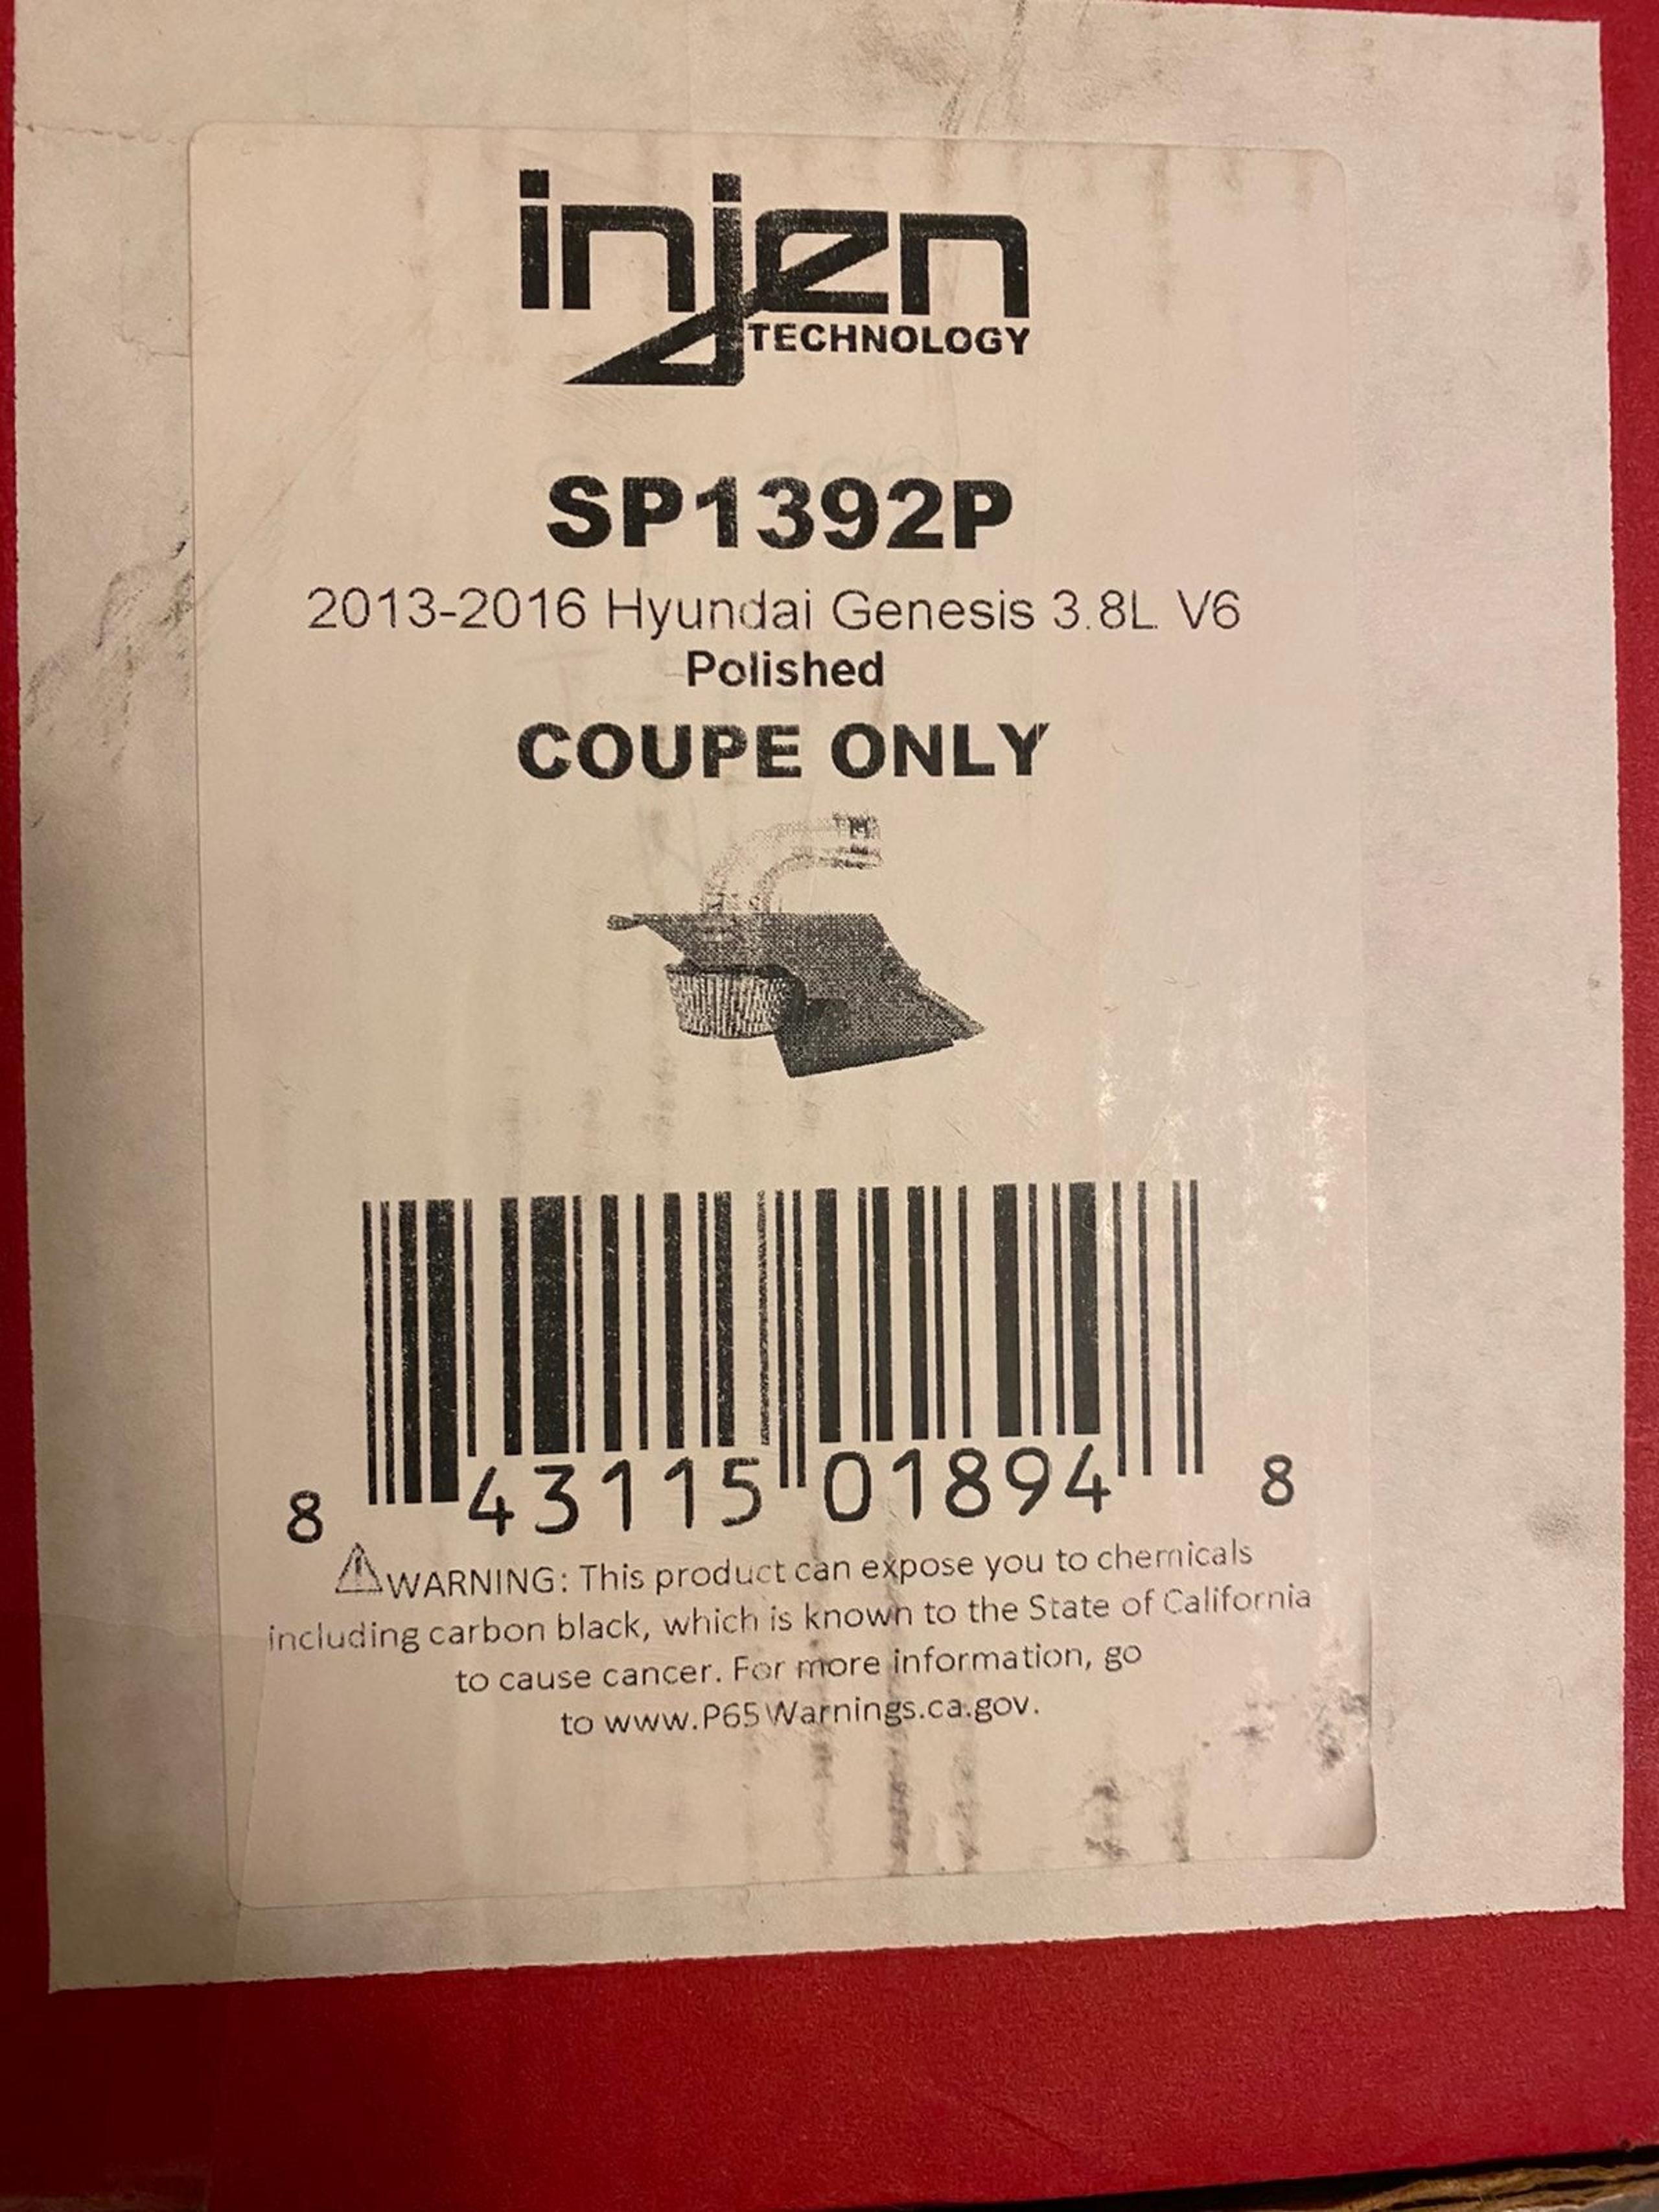 injen
TECHNOLOGY
SP1392P
2013-2016 Hyundai Genesis 3.8L V6
Polished
COUPE ONLY
8 43115 01894 8
⚠WARNING: This product can expose you to chemicals
including carbon black, which is known to the State of California
to cause cancer. For more information, go
to www.P65Warnings.ca.gov.